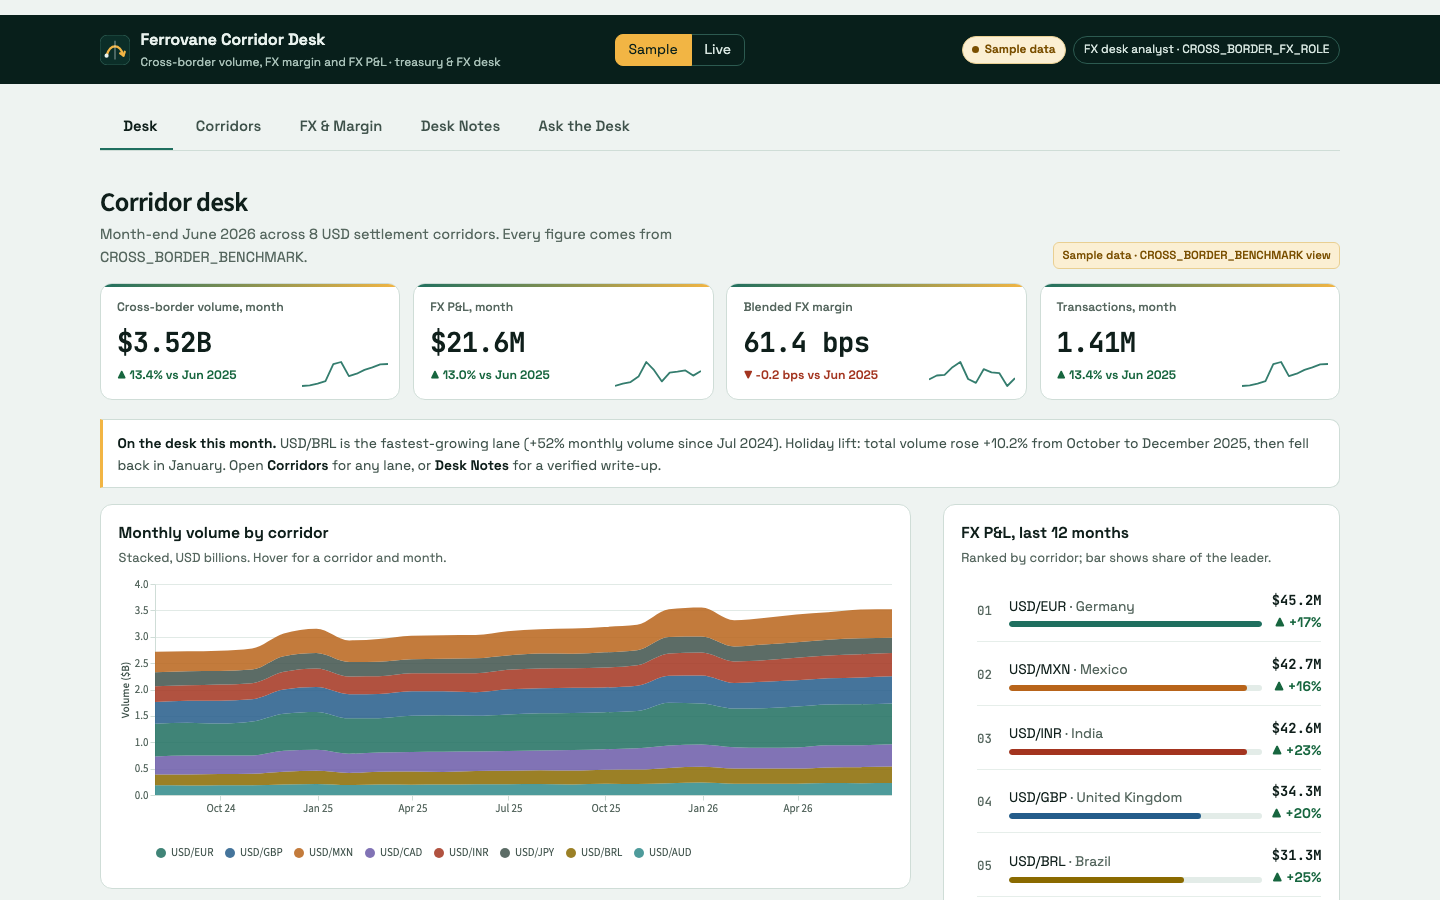 Ferrovane Corridor Desk
Cross-border volume, FX margin and FX P&L · treasury & FX desk
Sample
Live
Sample data
FX desk analyst · CROSS_BORDER_FX_ROLE
Desk
Corridors
FX & Margin
Desk Notes
Ask the Desk
Corridor desk
Month-end June 2026 across 8 USD settlement corridors. Every figure comes from
CROSS_BORDER_BENCHMARK.
Sample data · CROSS_BORDER_BENCHMARK view
Cross-border volume, month
$3.52B
▲ 13.4% vs Jun 2025
FX P&L, month
$21.6M
▲ 13.0% vs Jun 2025
Blended FX margin
61.4 bps
▼ -0.2 bps vs Jun 2025
Transactions, month
1.41M
▲ 13.4% vs Jun 2025
On the desk this month. USD/BRL is the fastest-growing lane (+52% monthly volume since Jul 2024). Holiday lift: total volume rose +10.2% from October to December 2025, then fell
back in January. Open Corridors for any lane, or Desk Notes for a verified write-up.
Monthly volume by corridor
Stacked, USD billions. Hover for a corridor and month.
Volume ($B)
4.0
3.5
3.0
2.5
2.0
1.5
1.0
0.5
0.0
Oct 24
Jan 25
Apr 25
Jul 25
Oct 25
Jan 26
Apr 26
USD/EUR
USD/GBP
USD/MXN
USD/CAD
USD/INR
USD/JPY
USD/BRL
USD/AUD
FX P&L, last 12 months
Ranked by corridor; bar shows share of the leader.
01
USD/EUR · Germany
$45.2M
▲ +17%
02
USD/MXN · Mexico
$42.7M
▲ +16%
03
USD/INR · India
$42.6M
▲ +23%
04
USD/GBP · United Kingdom
$34.3M
▲ +20%
05
USD/BRL · Brazil
$31.3M
▲ +25%